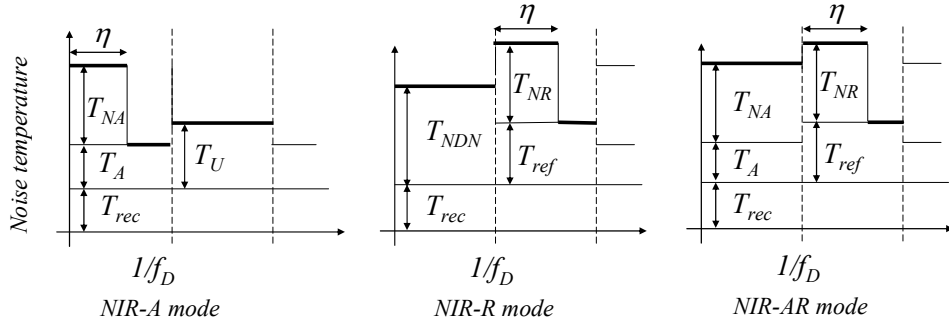 Noise temperature
η
T_NA
T_A
T_rec
T_U
1/f_D
NIR-A mode
η
T_NDN
T_NR
T_ref
T_rec
1/f_D
NIR-R mode
η
T_NA
T_NR
T_A
T_ref
T_rec
1/f_D
NIR-AR mode